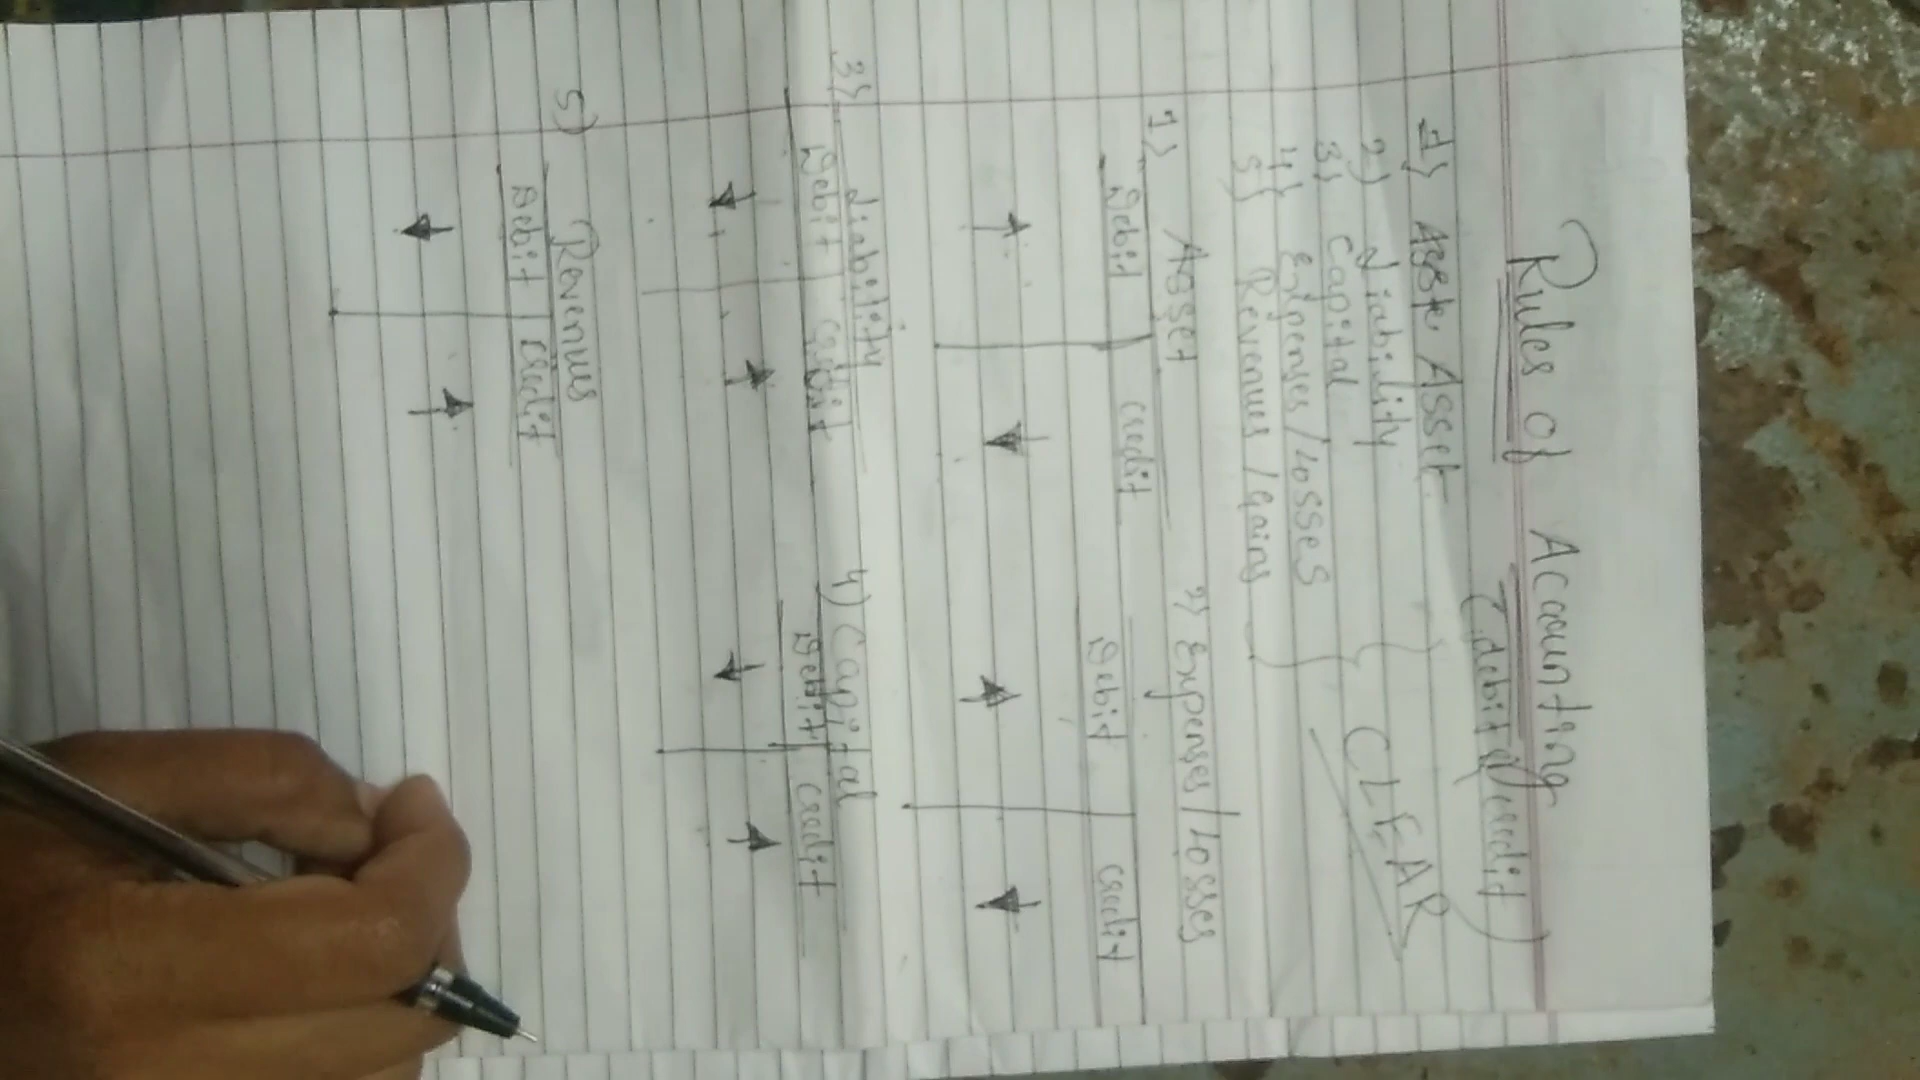 Rules of Accounting
(debit & credit)
1} Asste Asset.
2) Liability
3} Capital
4} Expenses/losses
5} Revenues/gains
CLEAR
1} Asset
Debit credit
2} Expenses/losses
Debit credit
3} Liability
Debit credit
4) Capital
Debit credit
5) Revenues
Debit credit